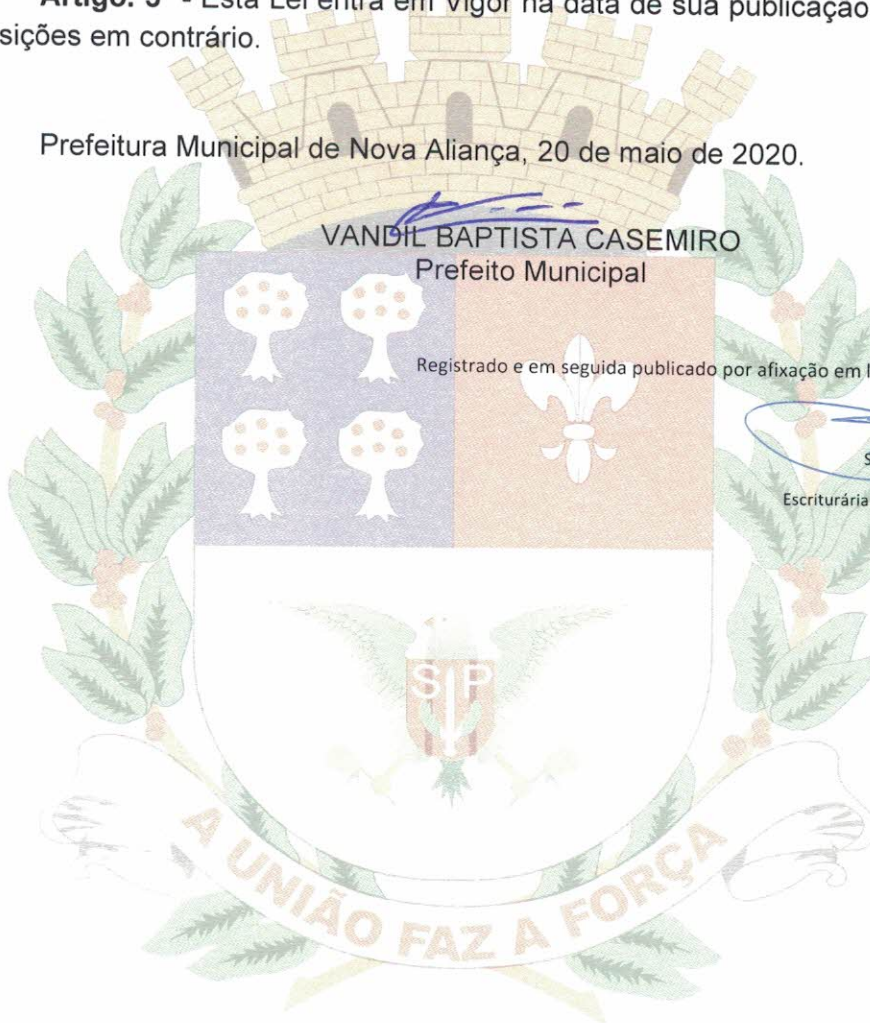 Artigo. - Esta Lei entra em Vigor na data de sua publicação
sições em contrário.
Prefeitura Municipal de Nova Aliança, 20 de maio de 2020.
VANDIL BAPTISTA CASEMIRO
Prefeito Municipal
Registrado e em seguida publicado por afixação em
Escriturária
SP
A UNIÃO FAZ A FORÇA